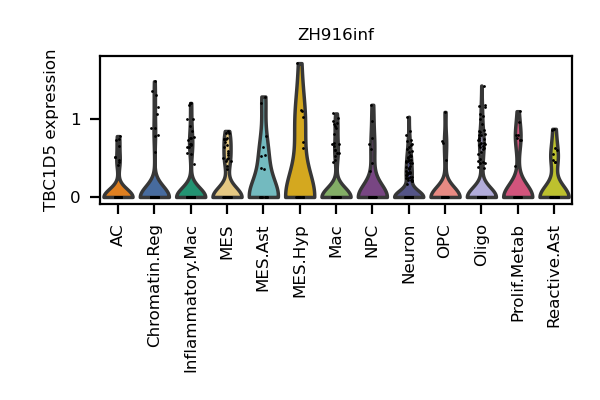 ZH916inf
TBC1D5 expression
1
0
AC
Chromatin.Reg
Inflammatory.Mac
MES
MES.Ast
MES.Hyp
Mac
NPC
Neuron
OPC
Oligo
Prolif.Metab
Reactive.Ast